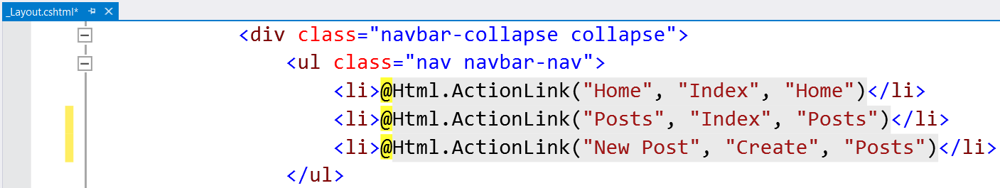 _Layout.cshtml*
<div class="navbar-collapse collapse">
<ul class="nav navbar-nav">
<li>@Html.ActionLink("Home", "Index", "Home")</li>
<li>@Html.ActionLink("Posts", "Index", "Posts")</li>
<li>@Html.ActionLink("New Post", "Create", "Posts")</li>
</ul>